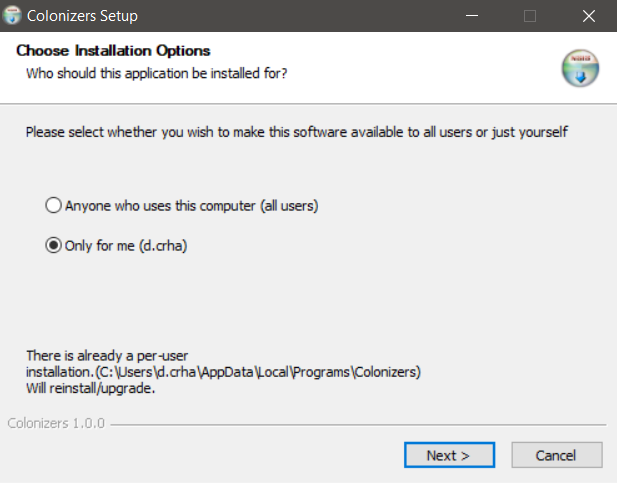 Colonizers Setup
Choose Installation Options
Who should this application be installed for?
Please select whether you wish to make this software available to all users or just yourself
Anyone who uses this computer (all users)
Only for me (d.crha)
There is already a per-user
installation.(C:\Users\d.crha\AppData\Local\Programs\Colonizers)
Will reinstall/upgrade.
Colonizers 1.0.0
Next >
Cancel